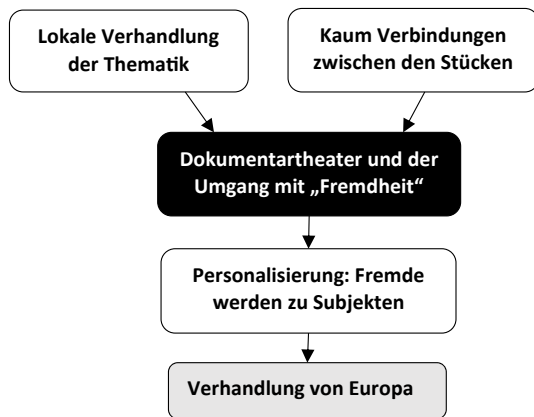 Lokale Verhandlung
der Thematik
Kaum Verbindungen
zwischen den Stücken
Dokumentartheater und der
Umgang mit „Fremdheit“
Personalisierung: Fremde
werden zu Subjekten
Verhandlung von Europa